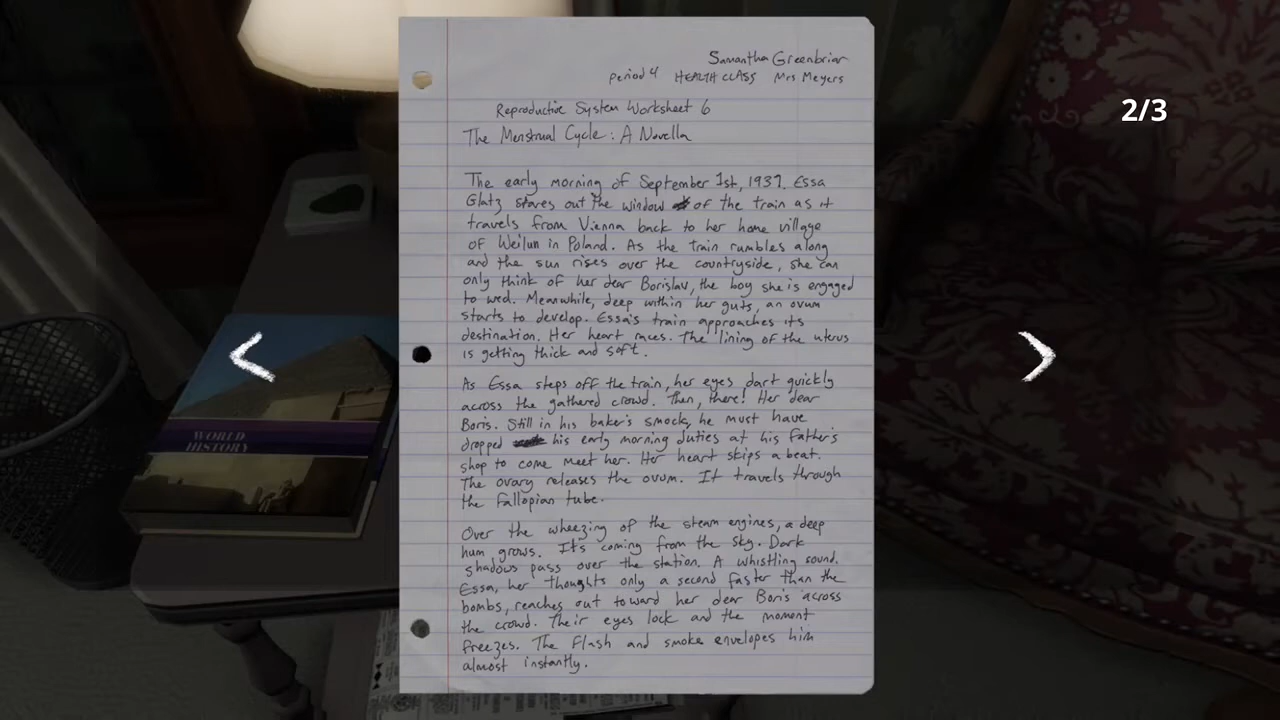 Samantha Greenbriar
period 4 HEALTH CLASS Mrs Meyers
2/3
Reproductive System Worksheet 6
The Menstrual Cycle: A Novella
The early morning of September 1st, 1939. Essa
Glatz stares out the window of the train as it
travels from Vienna back to her home village
of Weilun in Poland. As the train rumbles along
and the sun rises over the countryside, she can
only think of her dear Borislav, the boy she is engaged
to wed. Meanwhile, deep within her guts, an ovum
starts to develop. Essa's train approaches its
destination. Her heart races. The lining of the uterus
is getting thick and soft.
As Essa steps off the train, her eyes dart quickly
across the gathered crowd. Then, there! Her dear
Boris. Still in his baker's smock, he must have
dropped his early morning duties at his father's
shop to come meet her. Her heart skips a beat.
The ovary releases the ovum. It travels through
the fallopian tube.
Over the wheezing of the steam engines, a deep
hum grows. It's coming from the sky. Dark
shadows pass over the station. A whistling sound.
Essa, her thoughts only a second faster than the
bombs, reaches out toward her dear Boris across
the crowd. Their eyes lock and the moment
freezes. The flash and smoke envelopes him
almost instantly.
WORLD
HISTORY